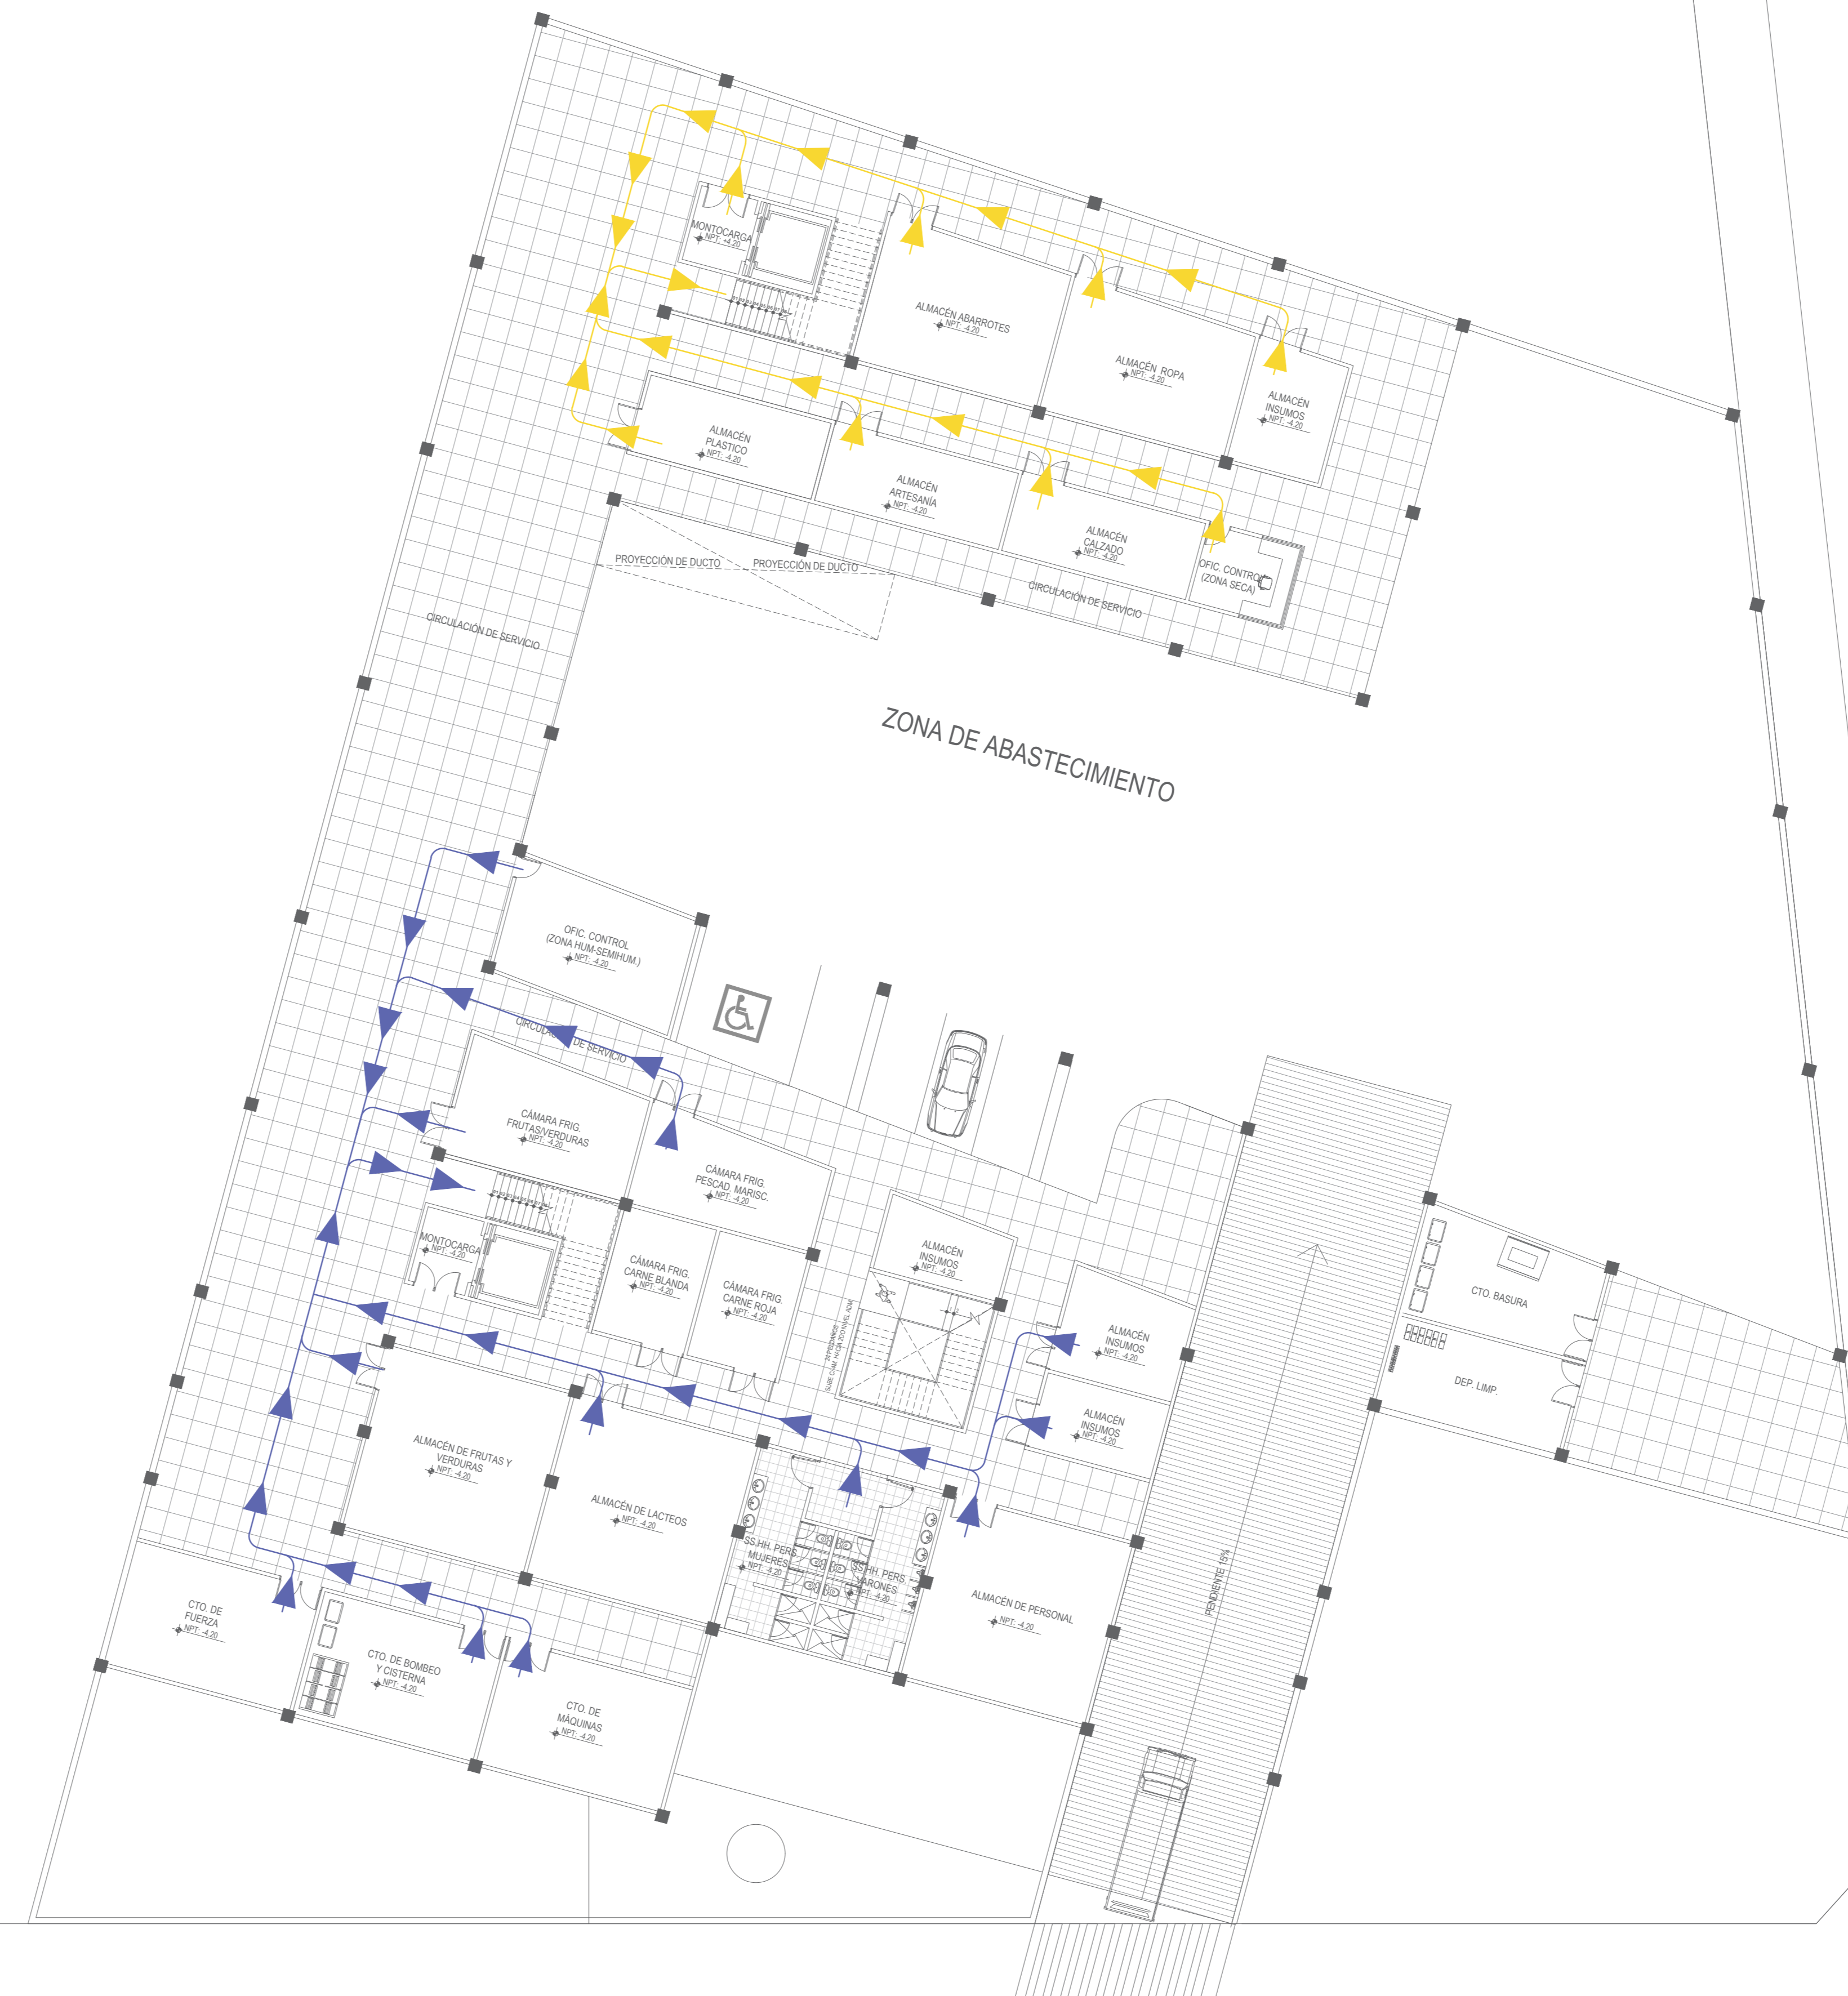 MONTOCARGA
NPT: +4.20
ALMACÉN ABARROTES
NPT: -4.20
ALMACÉN ROPA
NPT: -4.20
ALMACÉN
INSUMOS
NPT: -4.20
ALMACÉN
PLASTICO
NPT: -4.20
ALMACÉN
ARTESANÍA
NPT: -4.20
ALMACÉN
CALZADO
NPT: -4.20
OFIC. CONTROL
(ZONA SECA)
PROYECCIÓN DE DUCTO
PROYECCIÓN DE DUCTO
CIRCULACIÓN DE SERVICIO
CIRCULACIÓN DE SERVICIO
ZONA DE ABASTECIMIENTO
OFIC. CONTROL
(ZONA HUM-SEMIHUM.)
NPT: -4.20
CIRCULACIÓN DE SERVICIO
CÁMARA FRIG.
FRUTAS/VERDURAS
NPT: -4.20
CÁMARA FRIG.
PESCAD. MARISC.
NPT: -4.20
MONTOCARGA
NPT: -4.20
CÁMARA FRIG.
CARNE BLANDA
NPT: -4.20
CÁMARA FRIG.
CARNE ROJA
NPT: -4.20
ALMACÉN
INSUMOS
NPT: -4.20
ALMACÉN
INSUMOS
NPT: -4.20
ALMACÉN
INSUMOS
NPT: -4.20
CTO. BASURA
DEP. LIMP.
ALMACÉN DE FRUTAS Y
VERDURAS
NPT: -4.20
ALMACÉN DE LACTEOS
NPT: -4.20
SS.HH. PERS.
MUJERES
NPT: -4.20
SS.HH. PERS.
VARONES
NPT: -4.20
ALMACÉN DE PERSONAL
NPT: -4.20
PENDIENTE 15%
CTO. DE
FUERZA
NPT: -4.20
CTO. DE BOMBEO
Y CISTERNA
NPT: -4.20
CTO. DE
MÁQUINAS
NPT: -4.20